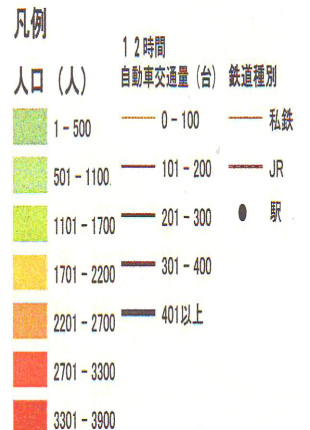 凡例
人口（人）
1-500
501-1100
1101-1700
1701-2200
2201-2700
2701-3300
3301-3900
12時間
自動車交通量（台）
0-100
101-200
201-300
301-400
401以上
鉄道種別
私鉄
JR
駅